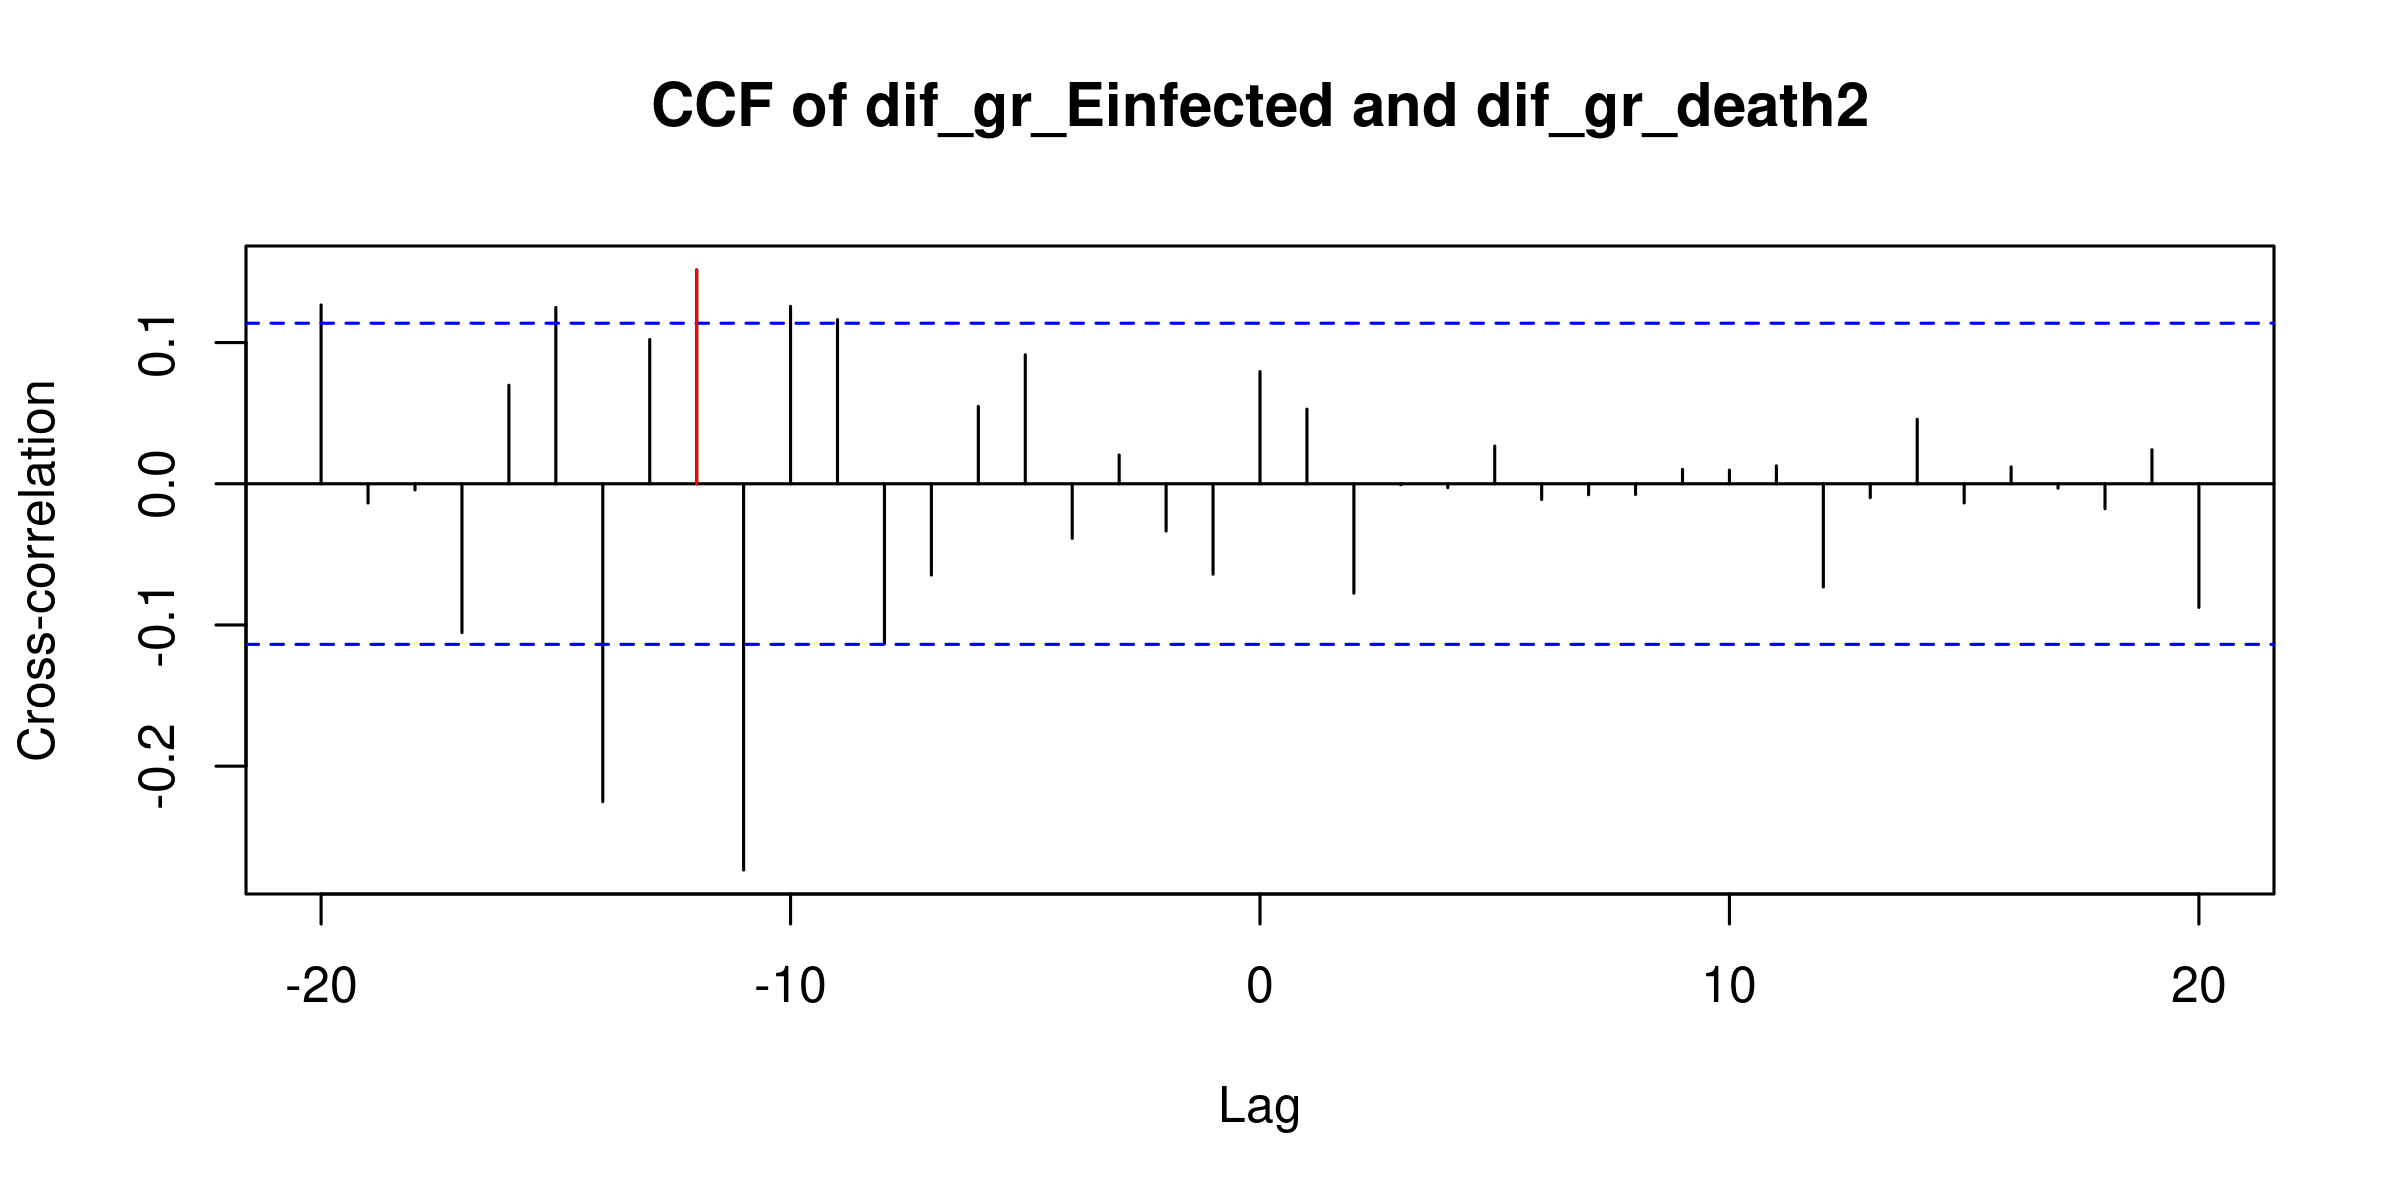 CCF of dif_gr_Einfected and dif_gr_death2
Cross-correlation
0.1
0.0
-0.1
-0.2
-20 -10 0 10 20
Lag